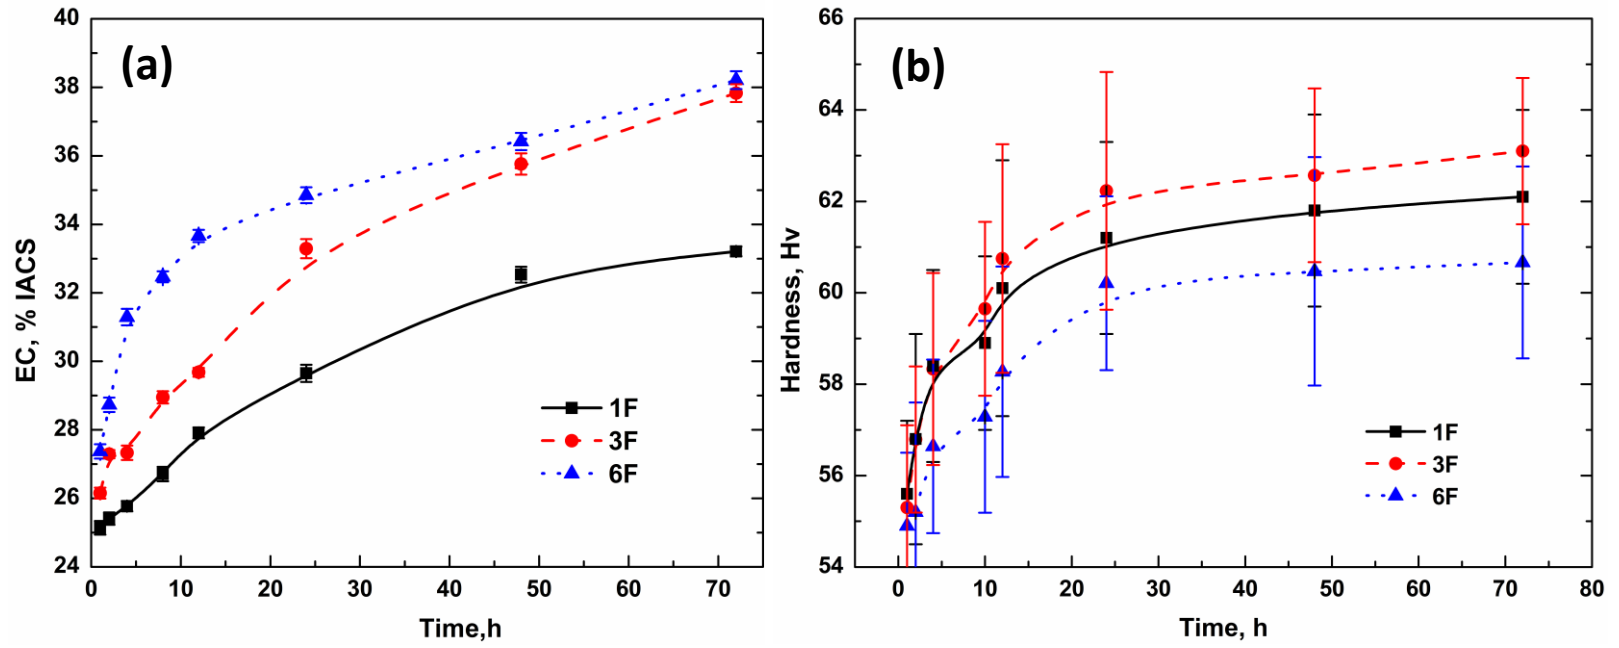 (a)
40
38
36
34
32
30
28
26
24
EC, % IACS
0 10 20 30 40 50 60 70
Time,h
1F
3F
6F
(b)
66
64
62
60
58
56
54
Hardness, Hv
0 10 20 30 40 50 60 70 80
Time, h
1F
3F
6F